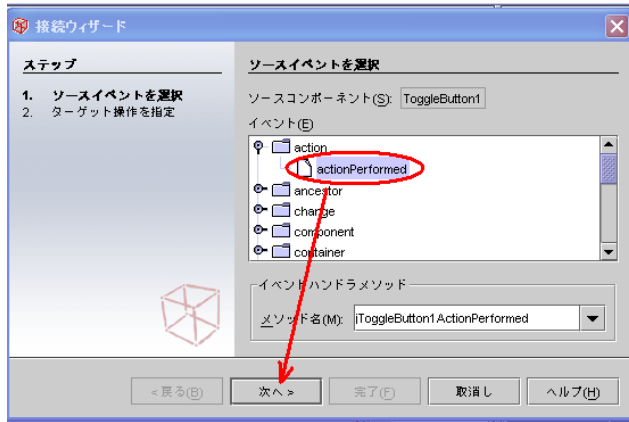 接続ウィザード
ステップ
1. ソースイベントを選択
2. ターゲット操作を指定
ソースイベントを選択
ソースコンポーネント(S): ToggleButton1
イベント(E)
action
actionPerformed
ancestor
change
component
container
イベントハンドラメソッド
メソッド名(M): jToggleButton1ActionPerformed
<戻る(B) 次へ> 完了(F) 取消し ヘルプ(H)